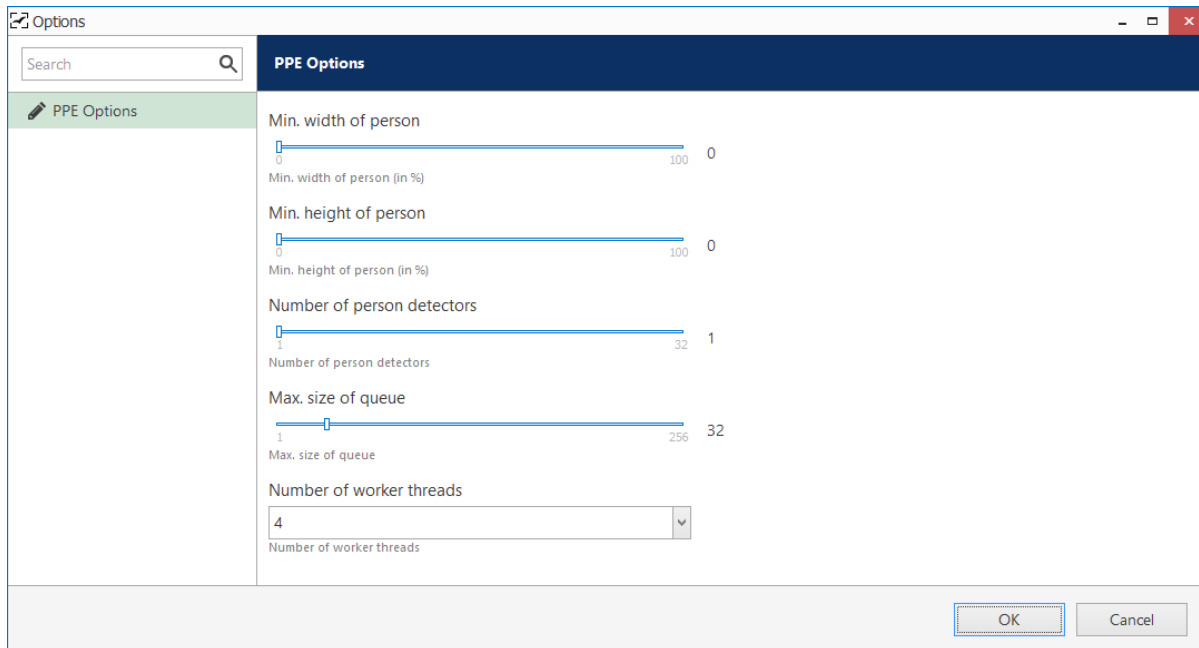 Options
Search
PPE Options
PPE Options
Min. width of person
0
0 100
Min. width of person (in %)
Min. height of person
0
0 100
Min. height of person (in %)
Number of person detectors
1
1 32
Number of person detectors
Max. size of queue
32
1 256
Max. size of queue
Number of worker threads
4
Number of worker threads
OK Cancel